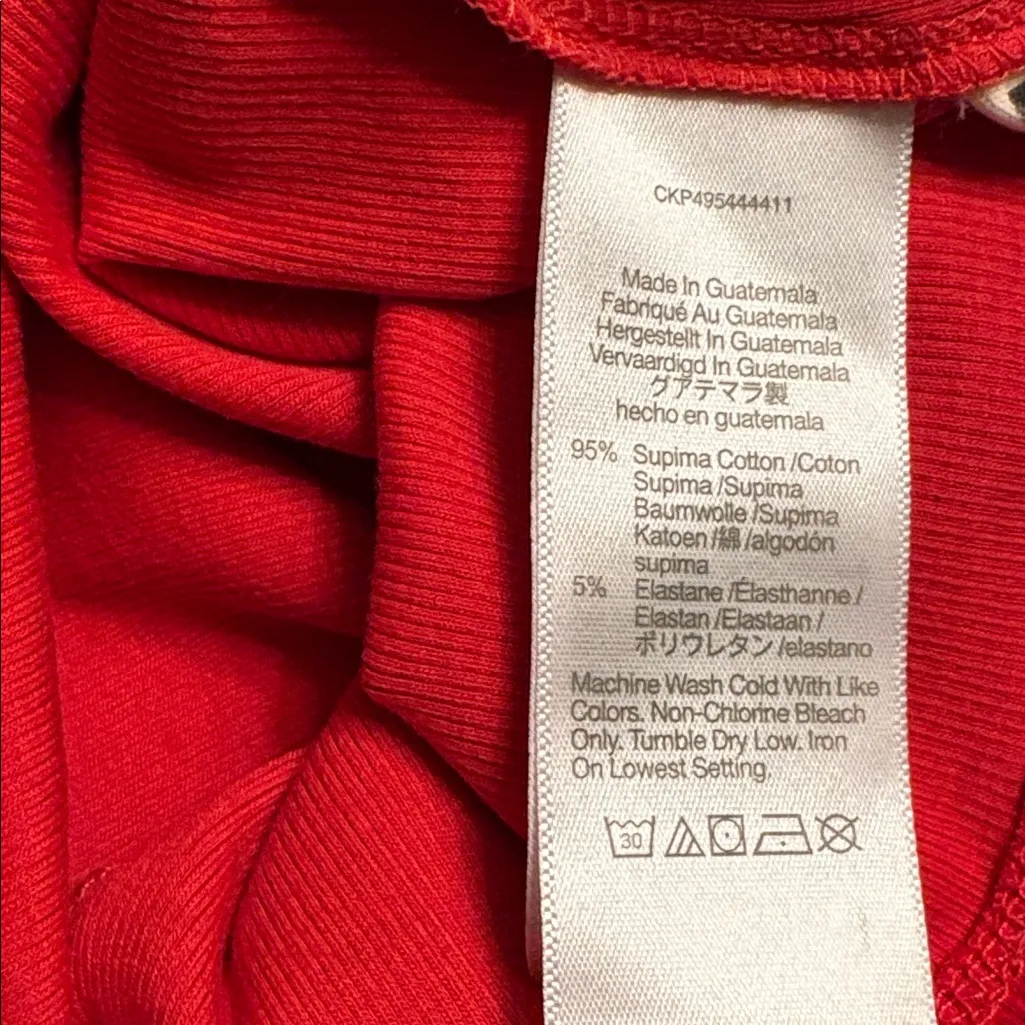 CKP495444411
Made In Guatemala
Fabriqué Au Guatemala
Hergestellt In Guatemala
Vervaardigd In Guatemala
グアテマラ製
hecho en guatemala
95% Supima Cotton /Coton
Supima /Supima
Baumwolle /Supima
Katoen /綿 /algodón
supima
5% Elastane /Élasthanne /
Elastan /Elastaan /
ポリウレタン /elastano
Machine Wash Cold With Like
Colors. Non-Chlorine Bleach
Only. Tumble Dry Low. Iron
On Lowest Setting.
30